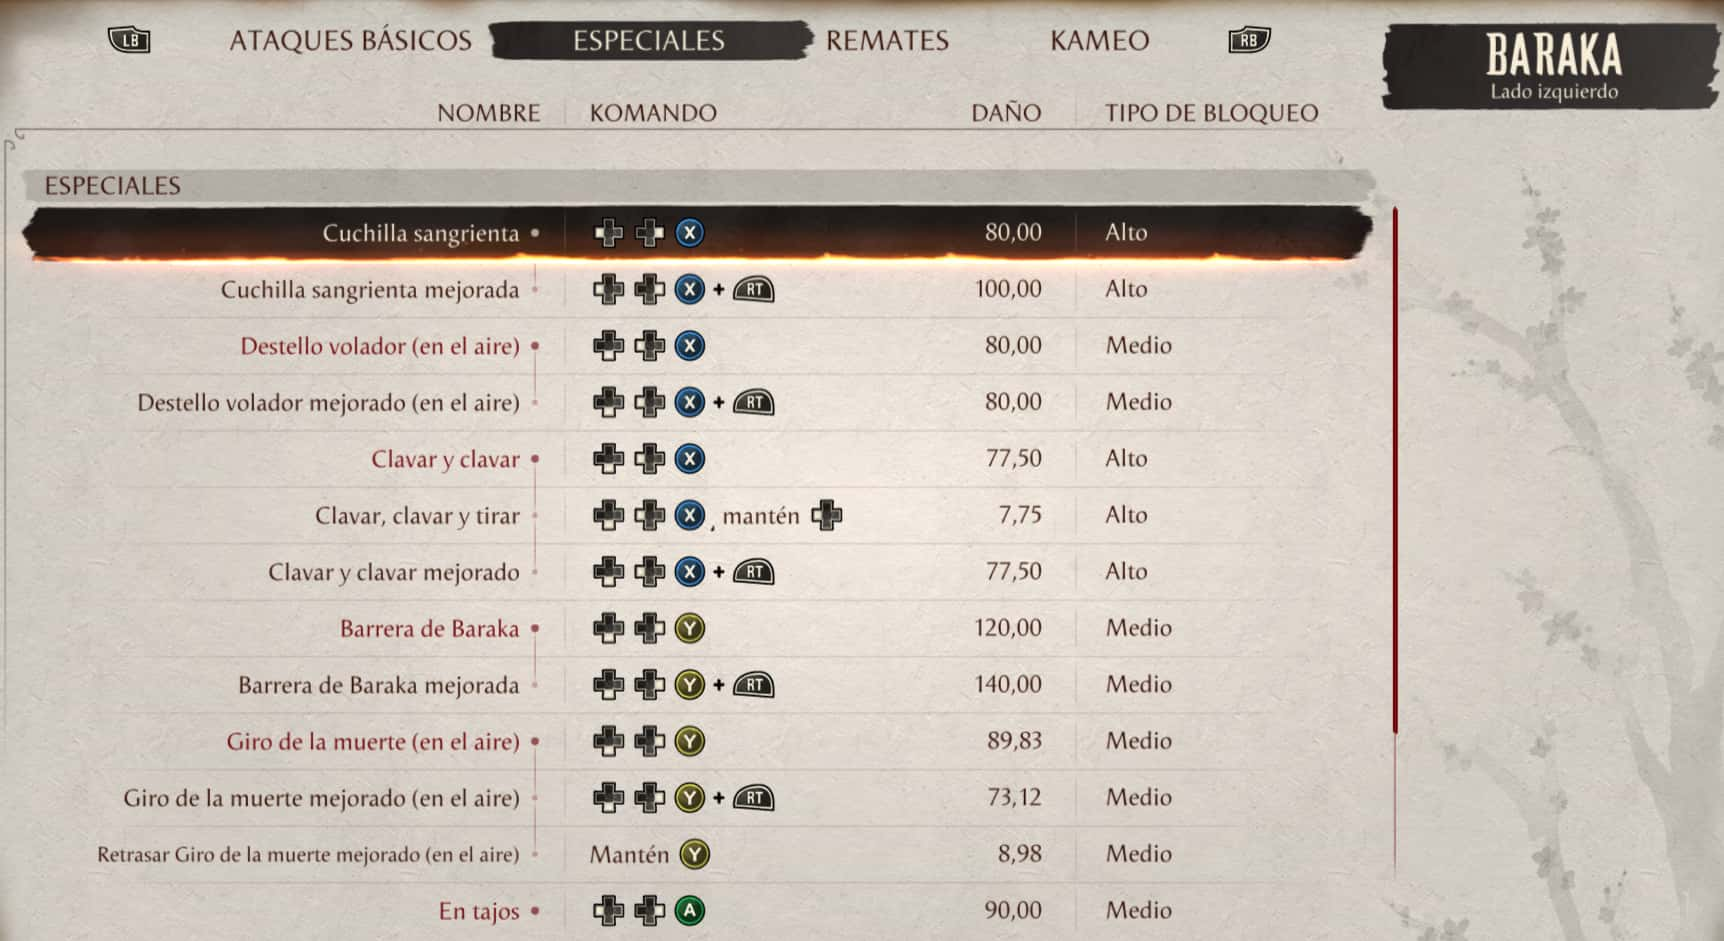 LB ATAQUES BÁSICOS ESPECIALES REMATES KAMEO RB
BARAKA
Lado izquierdo
NOMBRE KOMANDO DAÑO TIPO DE BLOQUEO
ESPECIALES
Cuchilla sangrienta X 80,00 Alto
Cuchilla sangrienta mejorada X + RT 100,00 Alto
Destello volador (en el aire) X 80,00 Medio
Destello volador mejorado (en el aire) X + RT 80,00 Medio
Clavar y clavar X 77,50 Alto
Clavar, clavar y tirar X , mantén 7,75 Alto
Clavar y clavar mejorado X + RT 77,50 Alto
Barrera de Baraka Y 120,00 Medio
Barrera de Baraka mejorada Y + RT 140,00 Medio
Giro de la muerte (en el aire) Y 89,83 Medio
Giro de la muerte mejorado (en el aire) Y + RT 73,12 Medio
Retrasar Giro de la muerte mejorado (en el aire) Mantén Y 8,98 Medio
En tajos A 90,00 Medio